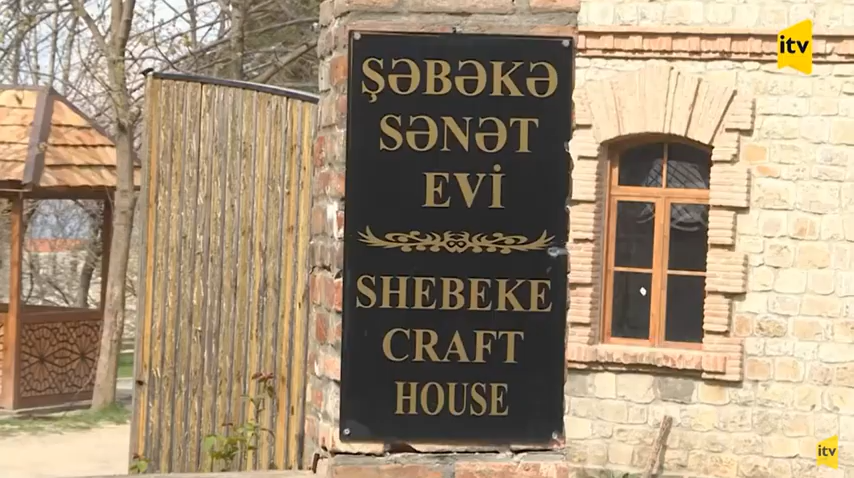 itv
ŞƏBƏKƏ
SƏNƏT
EVİ
SHEBEKE
CRAFT
HOUSE
itv